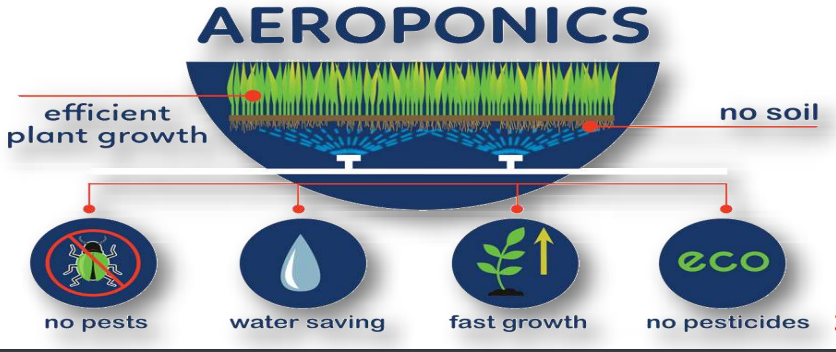 AEROPONICS
efficient
plant growth
no soil
no pests
water saving
fast growth
eco
no pesticides